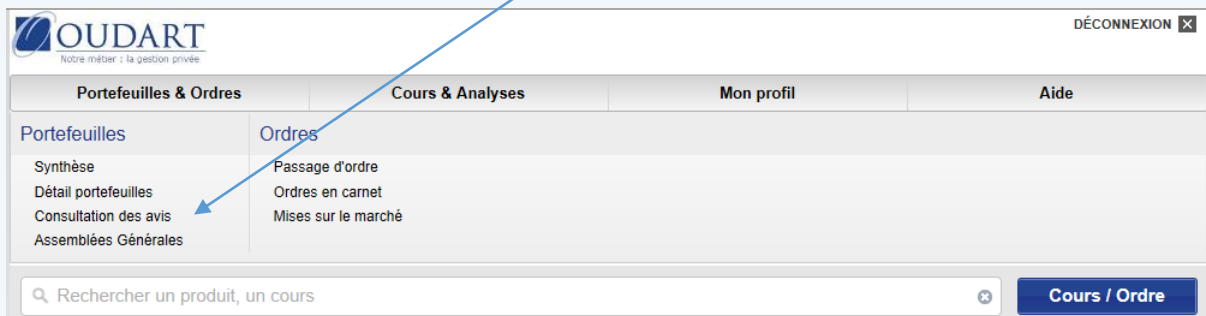 OUDART
Notre métier : la gestion privée
DÉCONNEXION
Portefeuilles & Ordres Cours & Analyses Mon profil Aide
Portefeuilles Ordres
Synthèse Passage d'ordre
Détail portefeuilles Ordres en carnet
Consultation des avis Mises sur le marché
Assemblées Générales
Rechercher un produit, un cours Cours / Ordre